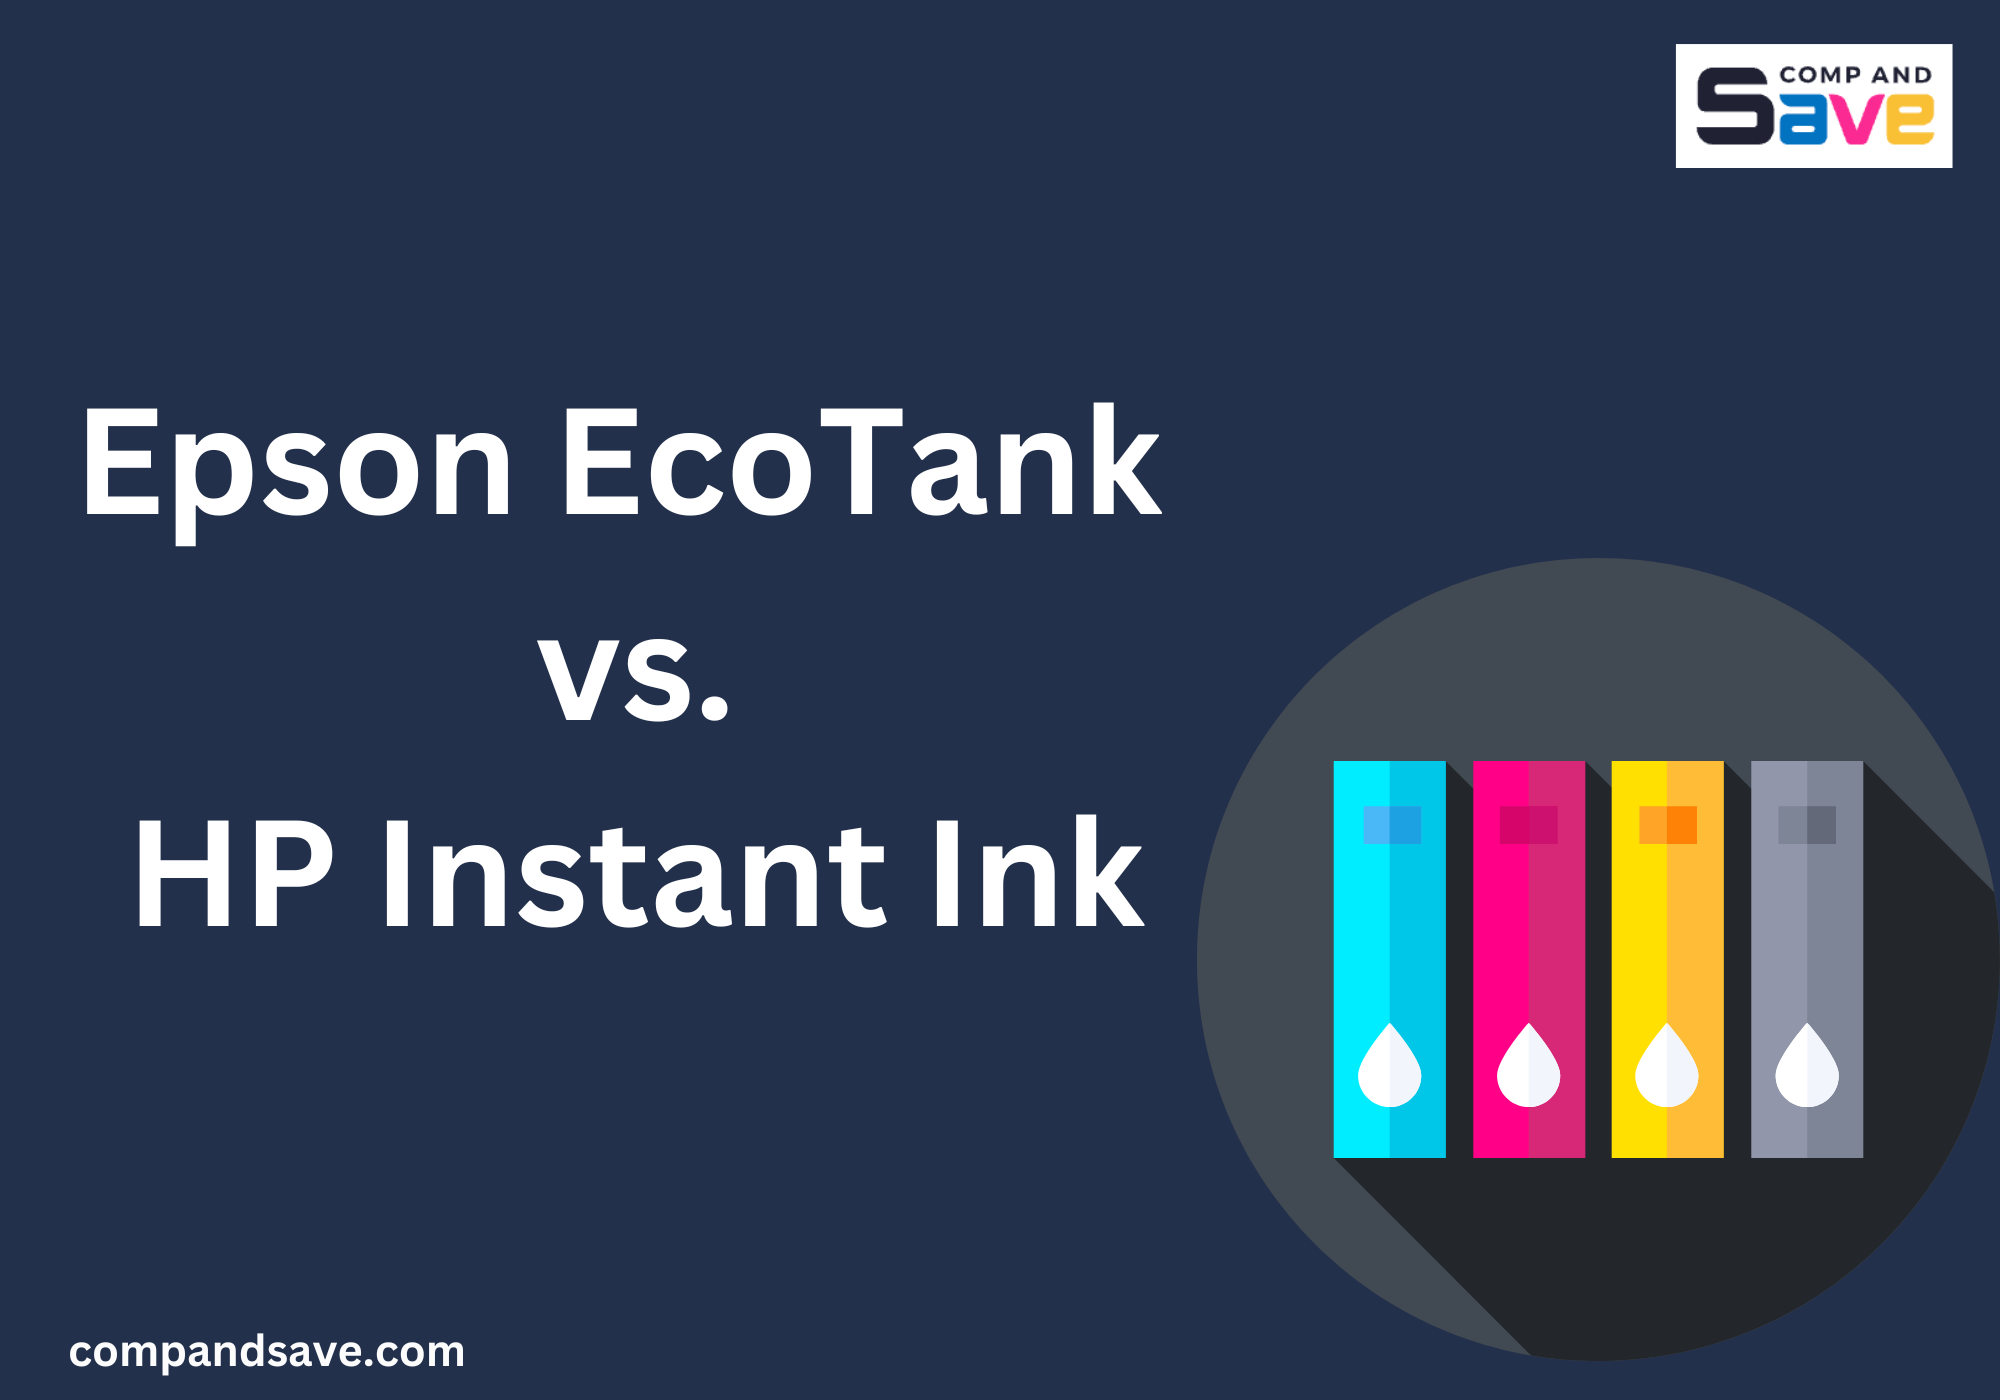 COMP AND
Save
Epson EcoTank
vs.
HP Instant Ink
compandsave.com